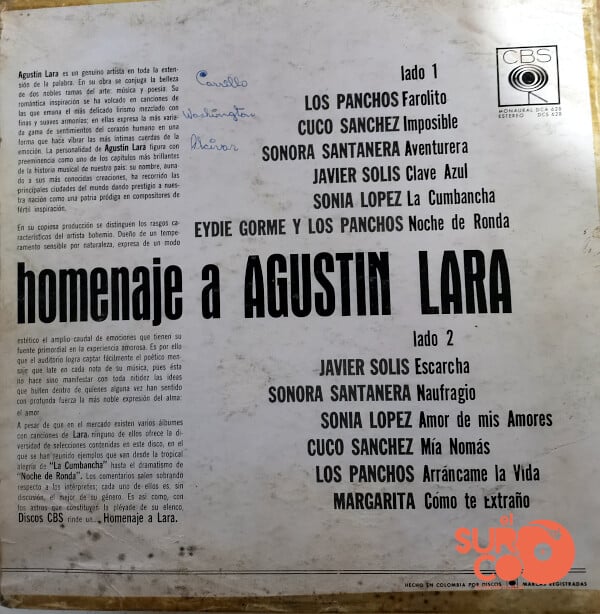 Agustín Lara es un genuino artista en toda la exten-
sión de la palabra. En su obra se conjuga la belleza
de dos nobles ramas del arte: música y poesía. Su
romántica inspiración se ha volcado en canciones de
las que emana el más delicado lirismo mezclado con
finas y suaves armonías; en ellas expresa la más varia-
da gama de sentimientos del corazón humano en una
forma que hace vibrar las más íntimas cuerdas de la
emoción. La personalidad de Agustín Lara figura con
preeminencia como uno de los capítulos más brillantes
de la historia musical de nuestro país: su nombre, auna-
do a sus más conocidas creaciones, ha recorrido las
principales ciudades del mundo dando prestigio a nues-
tra nación como una patria pródiga en compositores de
fértil inspiración.
En su copiosa producción se distinguen los rasgos ca-
racterísticos del artista bohemio. Dueño de un tempe-
ramento sensible por naturaleza, expresa de un modo
Carrillo
Washington
Alcívar
CBS
MONAURAL DCA 628
ESTEREO DCS 628
lado 1
LOS PANCHOS Farolito
CUCO SANCHEZ Imposible
SONORA SANTANERA Aventurera
JAVIER SOLIS Clave Azul
SONIA LOPEZ La Cumbancha
EYDIE GORME Y LOS PANCHOS Noche de Ronda
homenaje a AGUSTIN LARA
estético el amplio caudal de emociones que tienen su
fuente primordial en la experiencia amorosa. Es por ello
que el auditorio logra captar fácilmente el poético mensa-
je que late en cada nota de su música, pues ésta
no hace sino manifestar con toda nitidez las ideas
que bullen dentro de quienes alguna vez han sentido
con profunda fuerza la más noble expresión del alma:
el amor
A pesar de que en el mercado existen varios álbumes
con canciones de Lara, ninguno de ellos ofrece la di-
versidad de selecciones contenidas en este disco, en el
que se han reunido ejemplos que van desde la tropical
alegría de "La Cumbancha" hasta el dramatismo de
"Noche de Ronda". Los comentarios salen sobrando
respecto a los intérpretes; cada uno de ellos es, sin
discusión, el mejor de su género. Es así como, con
los astros que constituyen la pléyade de su elenco,
Discos CBS rinde un... Homenaje a Lara.
lado 2
JAVIER SOLIS Escarcha
SONORA SANTANERA Naufragio
SONIA LOPEZ Amor de mis Amores
CUCO SANCHEZ Mía Nomás
LOS PANCHOS Arráncame la Vida
MARGARITA Cómo te Extraño
el SURCO
HECHO EN COLOMBIA POR DISCOS MARCAS REGISTRADAS